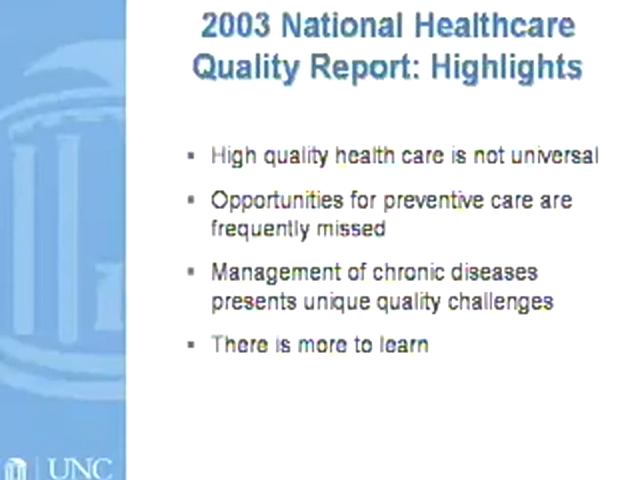 2003 National Healthcare
Quality Report: Highlights
▪ High quality health care is not universal
▪ Opportunities for preventive care are
frequently missed
▪ Management of chronic diseases
presents unique quality challenges
▪ There is more to learn
UNC